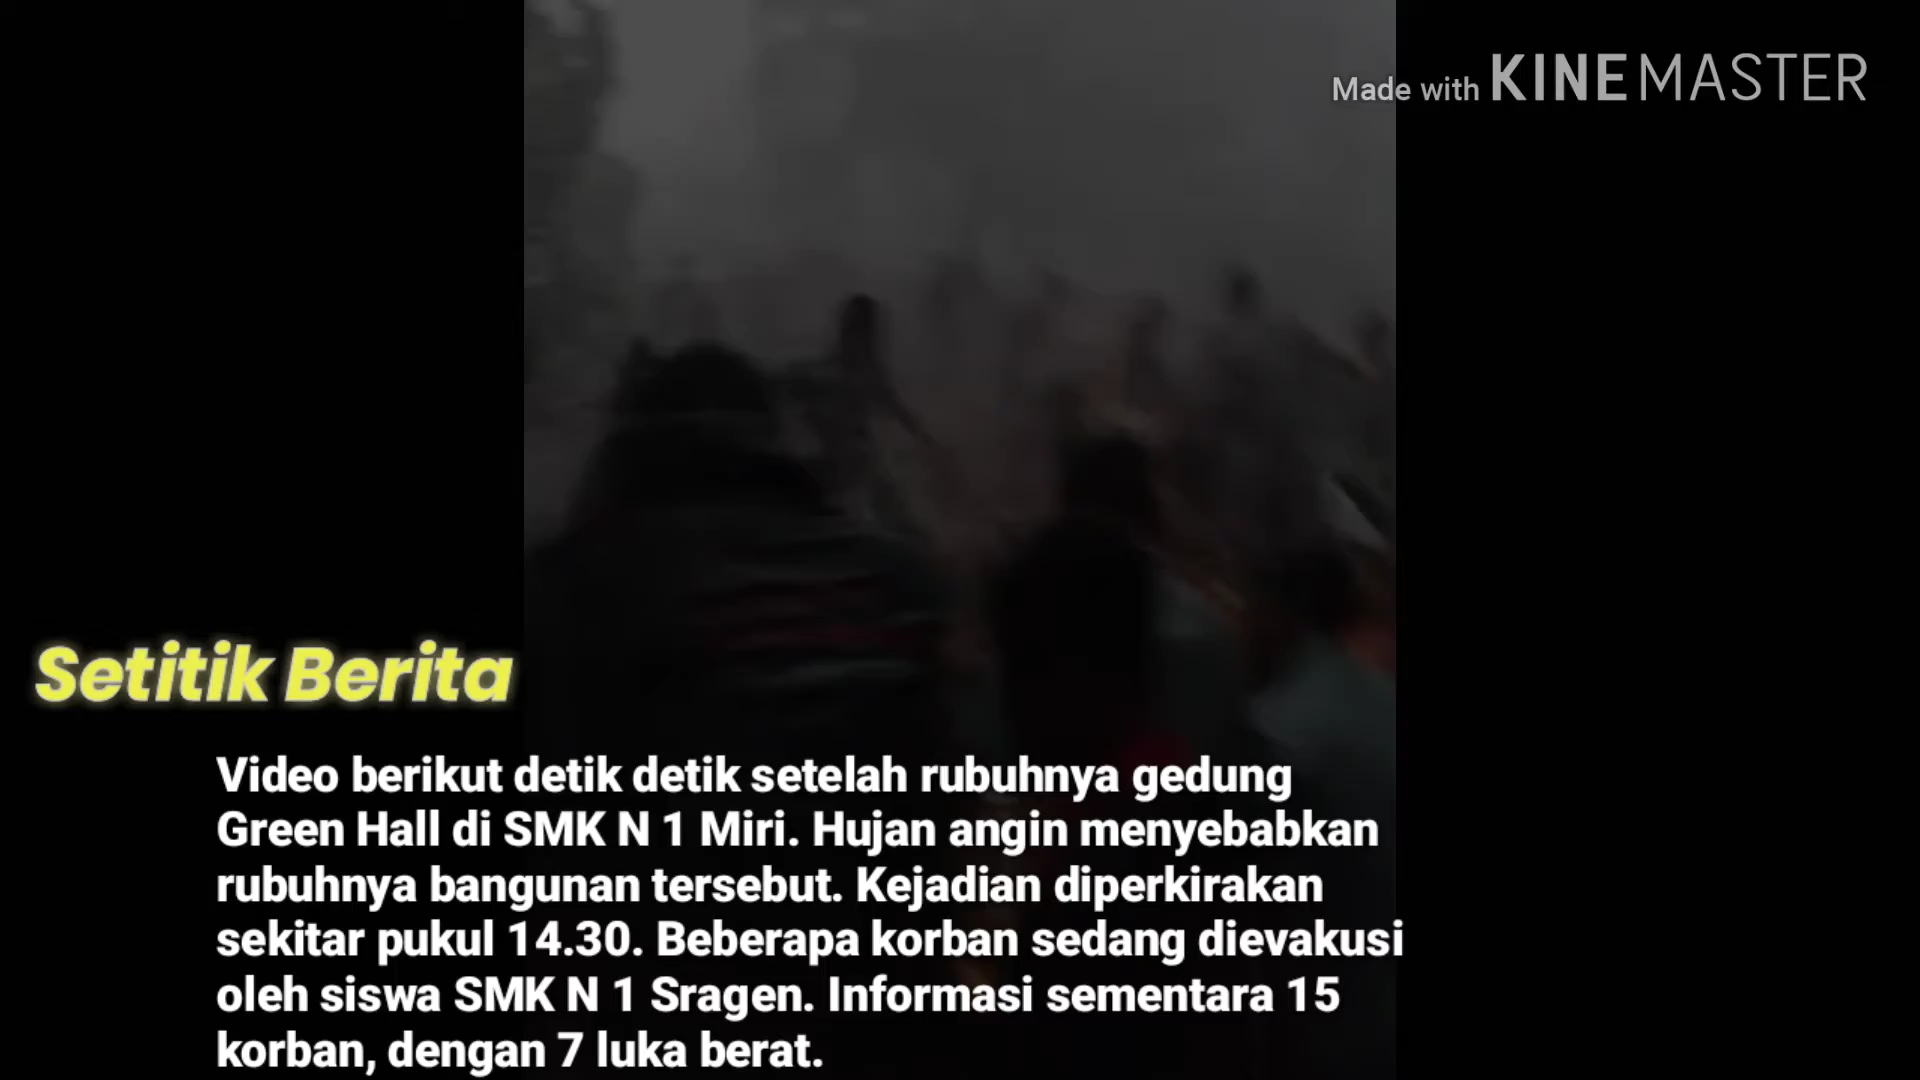 Made with KINEMASTER
Setitik Berita
Video berikut detik detik setelah rubuhnya gedung
Green Hall di SMK N 1 Miri. Hujan angin menyebabkan
rubuhnya bangunan tersebut. Kejadian diperkirakan
sekitar pukul 14.30. Beberapa korban sedang dievakusi
oleh siswa SMK N 1 Sragen. Informasi sementara 15
korban, dengan 7 luka berat.